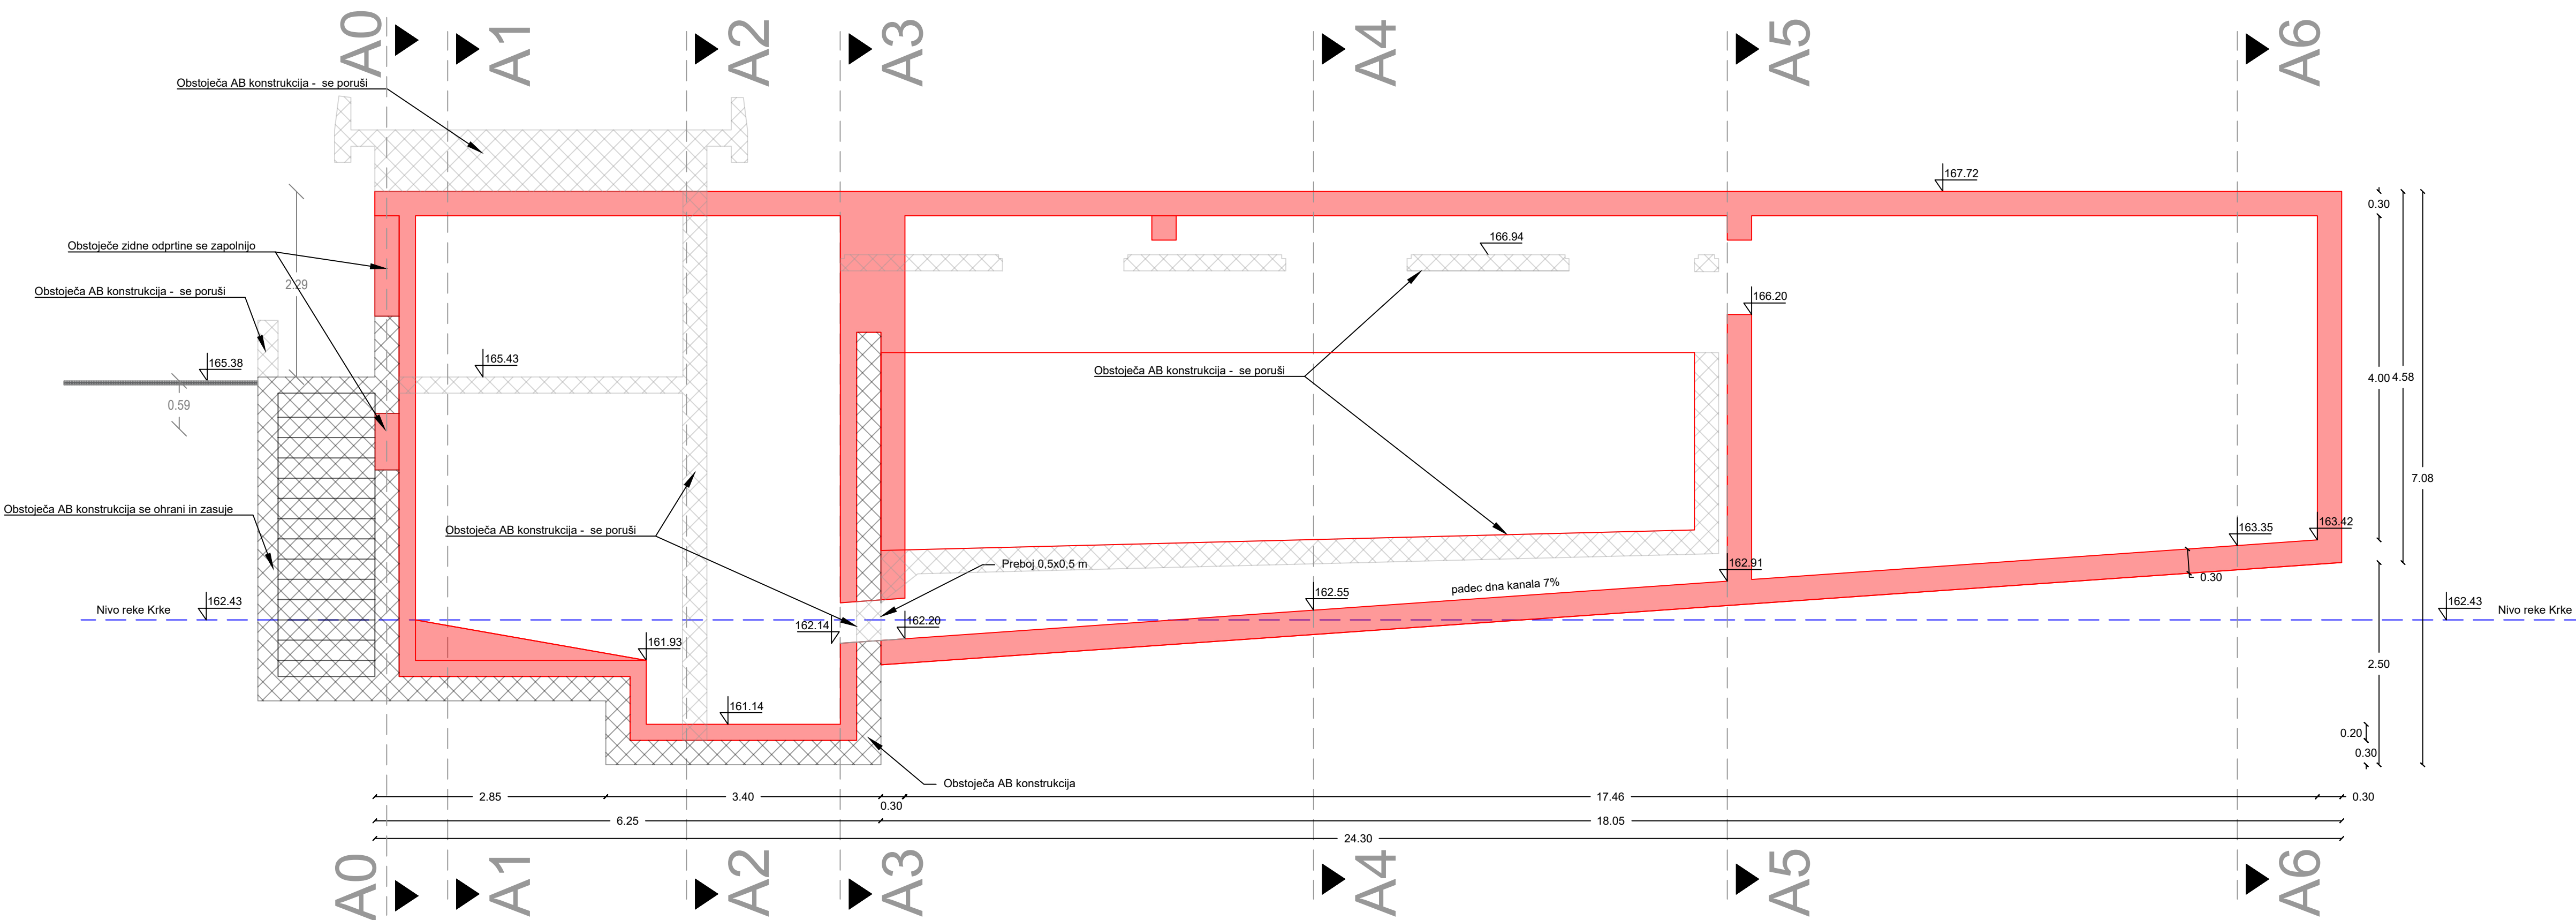 A0
A1
A2
A3
A4
A5
A6
Obstoječa AB konstrukcija - se poruši
167.72
0.30
Obstoječe zidne odprtine se zapolnijo
166.94
2.29
Obstoječa AB konstrukcija - se poruši
166.20
165.38
165.43
Obstoječa AB konstrukcija - se poruši
4.00
4.58
0.59
7.08
Obstoječa AB konstrukcija se ohrani in zasuje
Obstoječa AB konstrukcija - se poruši
163.35
163.42
Preboj 0,5x0,5 m
162.91
0.30
padec dna kanala 7%
162.55
Nivo reke Krke
162.43
162.43
Nivo reke Krke
162.14
162.20
161.93
2.50
161.14
0.20
0.30
Obstoječa AB konstrukcija
2.85
3.40
0.30
17.46
0.30
6.25
18.05
24.30
A0
A1
A2
A3
A4
A5
A6